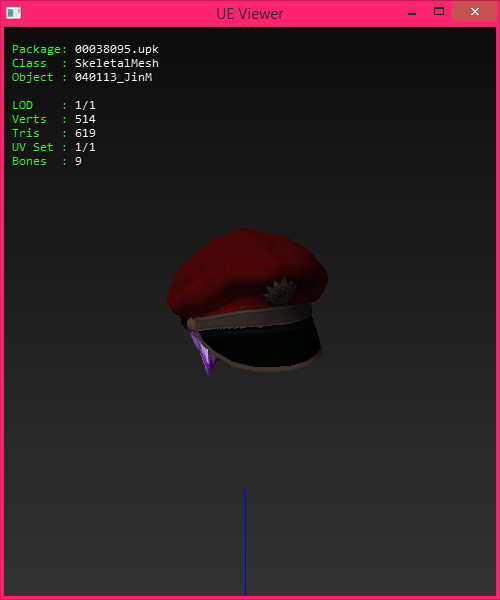 UE Viewer
Package: 00038095.upk
Class : SkeletalMesh
Object : 040113_JinM
LOD : 1/1
Verts : 514
Tris : 619
UV Set : 1/1
Bones : 9